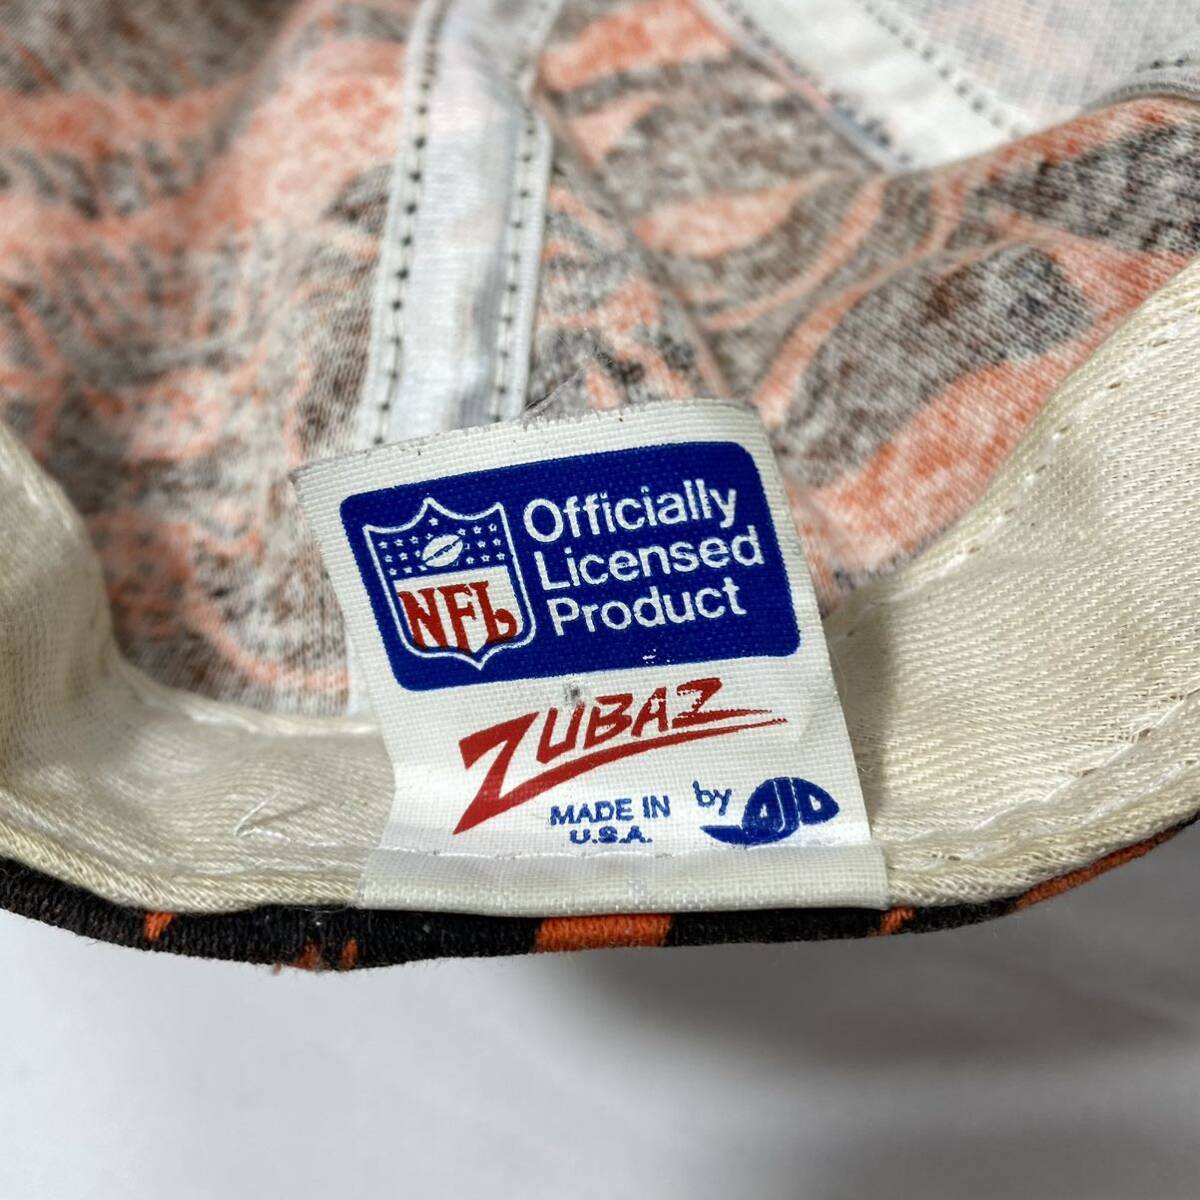 Officially
Licensed
Product
NFL
ZUBAZ
MADE IN
U.S.A.
by AJD